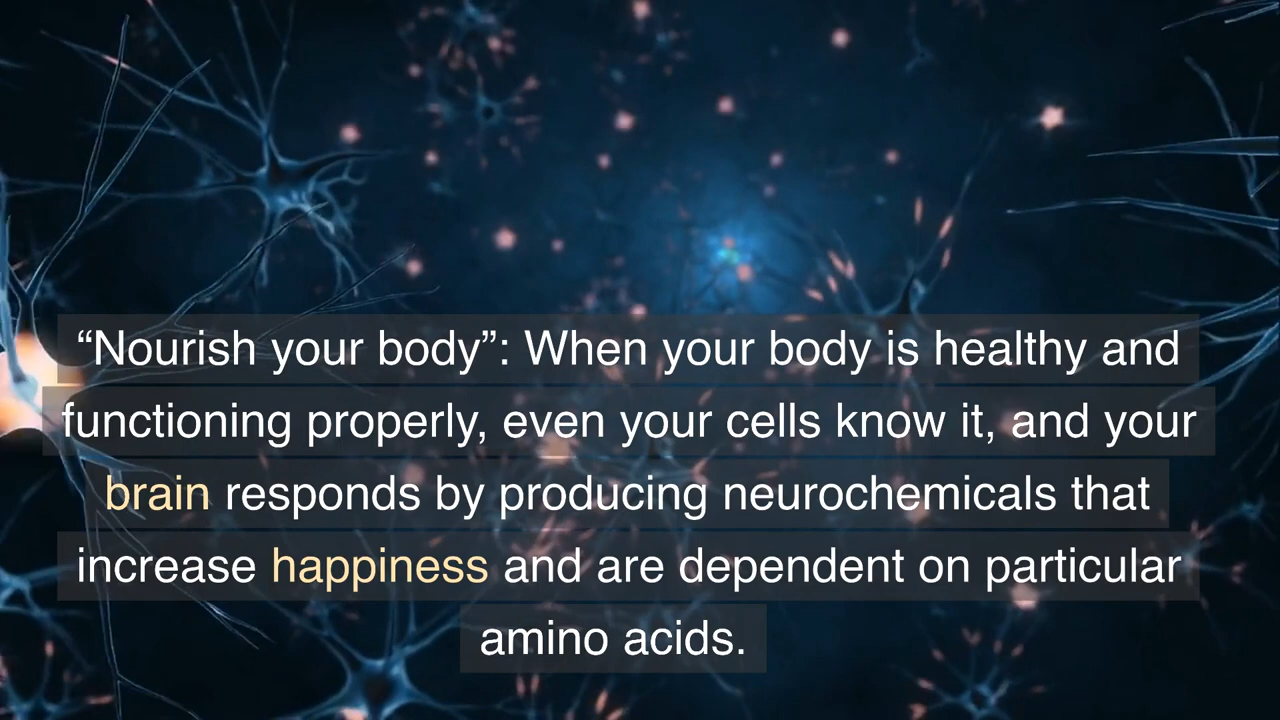 “Nourish your body”: When your body is healthy and
functioning properly, even your cells know it, and your
brain responds by producing neurochemicals that
increase happiness and are dependent on particular
amino acids.